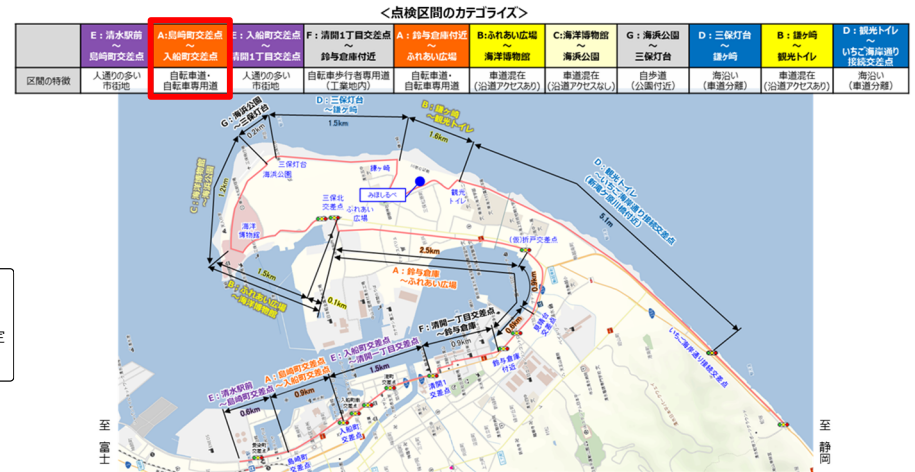 ＜点検区間のカテゴライズ＞
E：清水駅前
～
島崎町交差点
A:島崎町交差点
～
入船町交差点
E：入船町交差点
～
清開1丁目交差点
F：清開1丁目交差点
～
鈴与倉庫付近
A：鈴与倉庫付近
～
ふれあい広場
B:ふれあい広場
～
海洋博物館
C：海洋博物館
～
海浜公園
G：海浜公園
～
三保灯台
D：三保灯台
～
鎌ヶ崎
B：鎌ヶ崎
～
観光トイレ
D：観光トイレ
～
いちご海岸通り
接続交差点
区間の特徴
人通りの多い
市街地
自転車道・
自転車専用道
人通りの多い
市街地
自転車歩行者専用道
(工業地内)
自転車道・
自転車専用道
車道混在
(沿道アクセスあり)
車道混在
(沿道アクセスなし)
自歩道
(公園付近)
海沿い
(車道分離)
車道混在
(沿道アクセスあり)
海沿い
(車道分離)
G：海浜公園
～三保灯台
0.2km
D：三保灯台
～鎌ヶ崎
1.5km
B：鎌ヶ崎
～観光トイレ
1.6km
C：海洋博物館
～海浜公園
1.2km
三保灯台
海浜公園
鎌ヶ崎
みほしるべ
観光
トイレ
三保北
交差点
ふれあい
広場
海洋
博物館
D：観光トイレ
～いちご海岸通り接続交差点
5.1km
(仮)折戸交差点
2.5km
A：鈴与倉庫
～ふれあい広場
0.9km
1.5km
0.1km
B：ふれあい広場
～海洋博物館
F：清開一丁目交差点
～鈴与倉庫
0.9km
0.6km
鈴与倉庫
付近
いちご海岸通り接続交差点
E：入船町交差点
～清開一丁目交差点
1.5km
A：島崎町交差点
～入船町交差点
0.9km
E：清水駅前
～島崎町交差点
0.6km
清開1
交差点
入船町
交差点
島崎町
交差点
至 富士
至 静岡